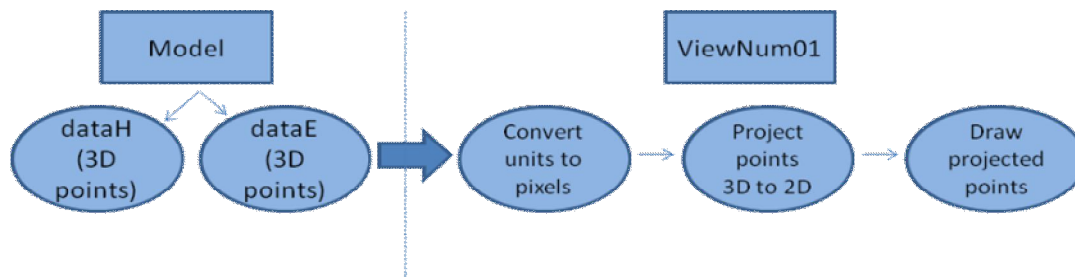 Model
ViewNum01
dataH
(3D
points)
dataE
(3D
points)
Convert
units to
pixels
Project
points
3D to 2D
Draw
projected
points